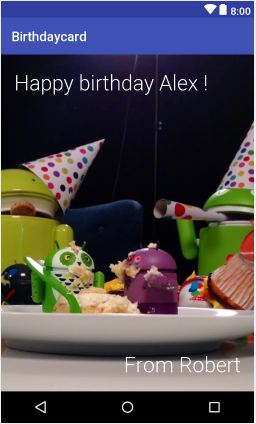 8:00
Birthdaycard
Happy birthday Alex !
From Robert